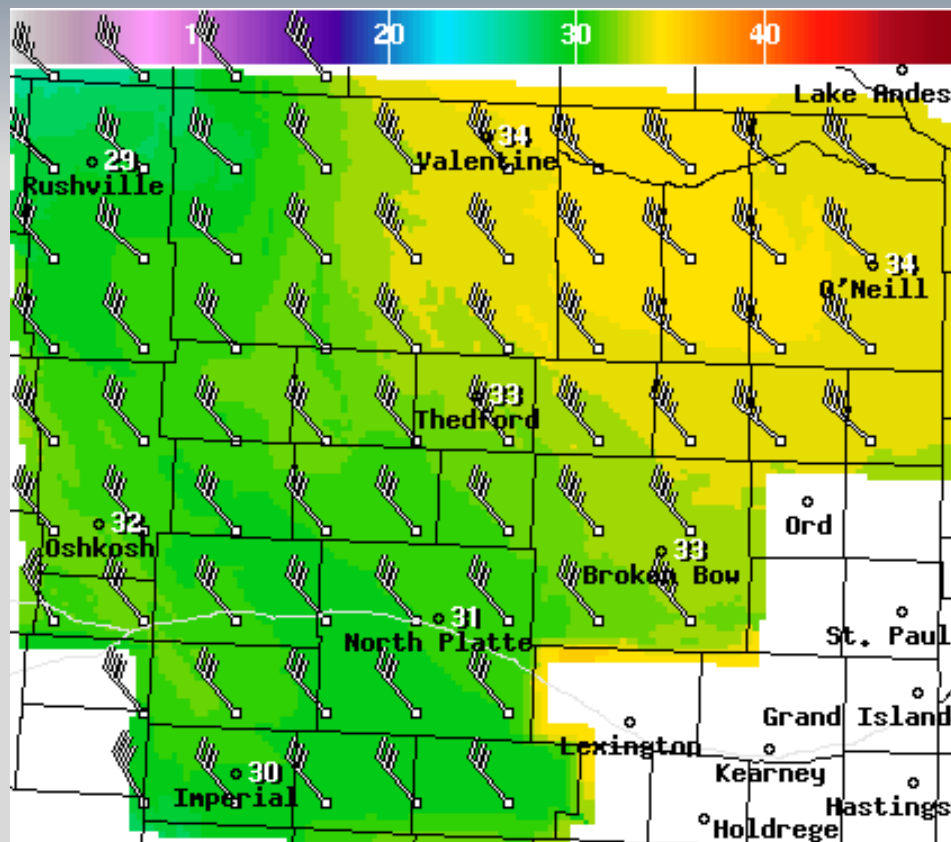 1 20 30 40
Lake Andes
34
Valentine
29
Rushville
34
O'Neill
33
Thedford
32
Oshkosh
Ord
33
Broken Bow
31
North Platte
St. Paul
Grand Island
Lexington
30
Imperial
Kearney
Hastings
Holdrege